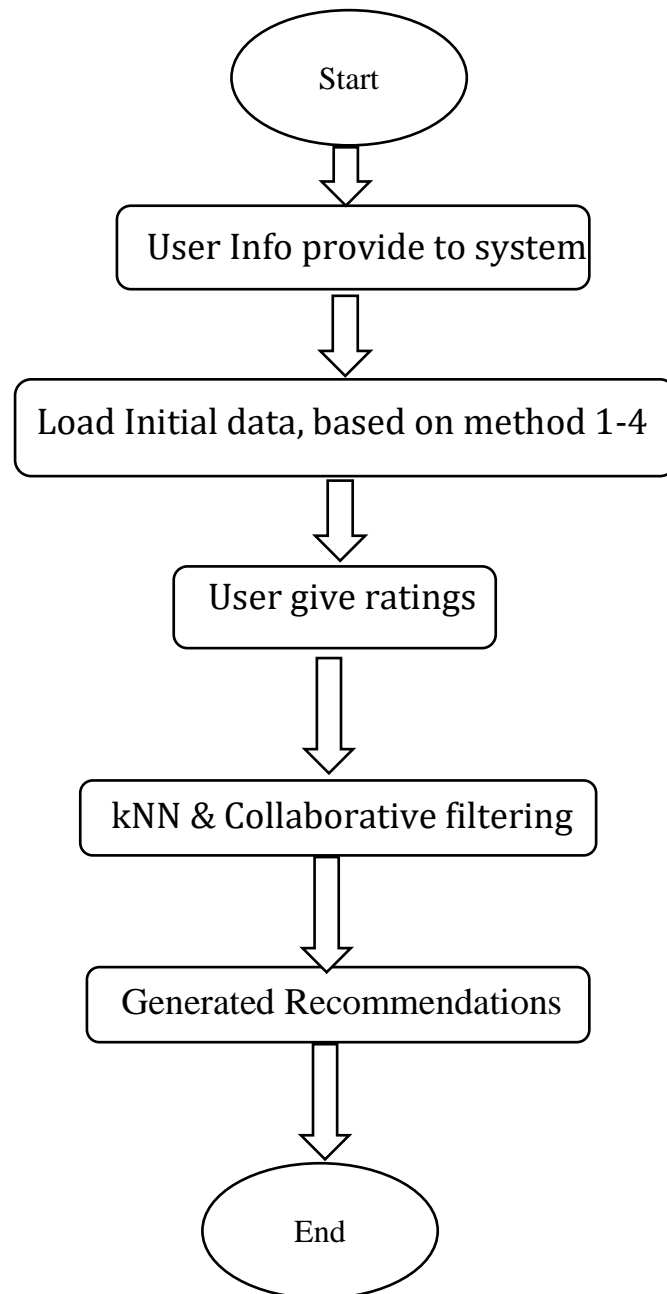 Start
User Info provide to system
Load Initial data, based on method 1-4
User give ratings
kNN & Collaborative filtering
Generated Recommendations
End